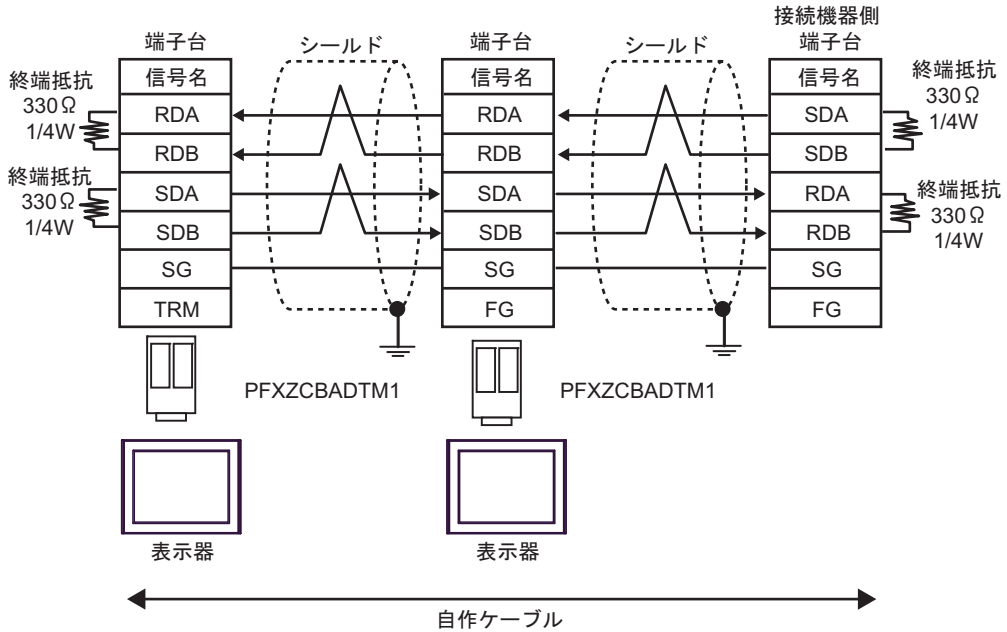 接続機器側
端子台
シールド
端子台
シールド
端子台
終端抵抗
330Ω
1/4W
終端抵抗
330Ω
1/4W
信号名
RDA
RDB
SDA
SDB
SG
TRM
信号名
RDA
RDB
SDA
SDB
SG
FG
信号名
SDA
SDB
RDA
RDB
SG
FG
終端抵抗
330Ω
1/4W
終端抵抗
330Ω
1/4W
PFXZCBADTM1
PFXZCBADTM1
表示器
表示器
自作ケーブル